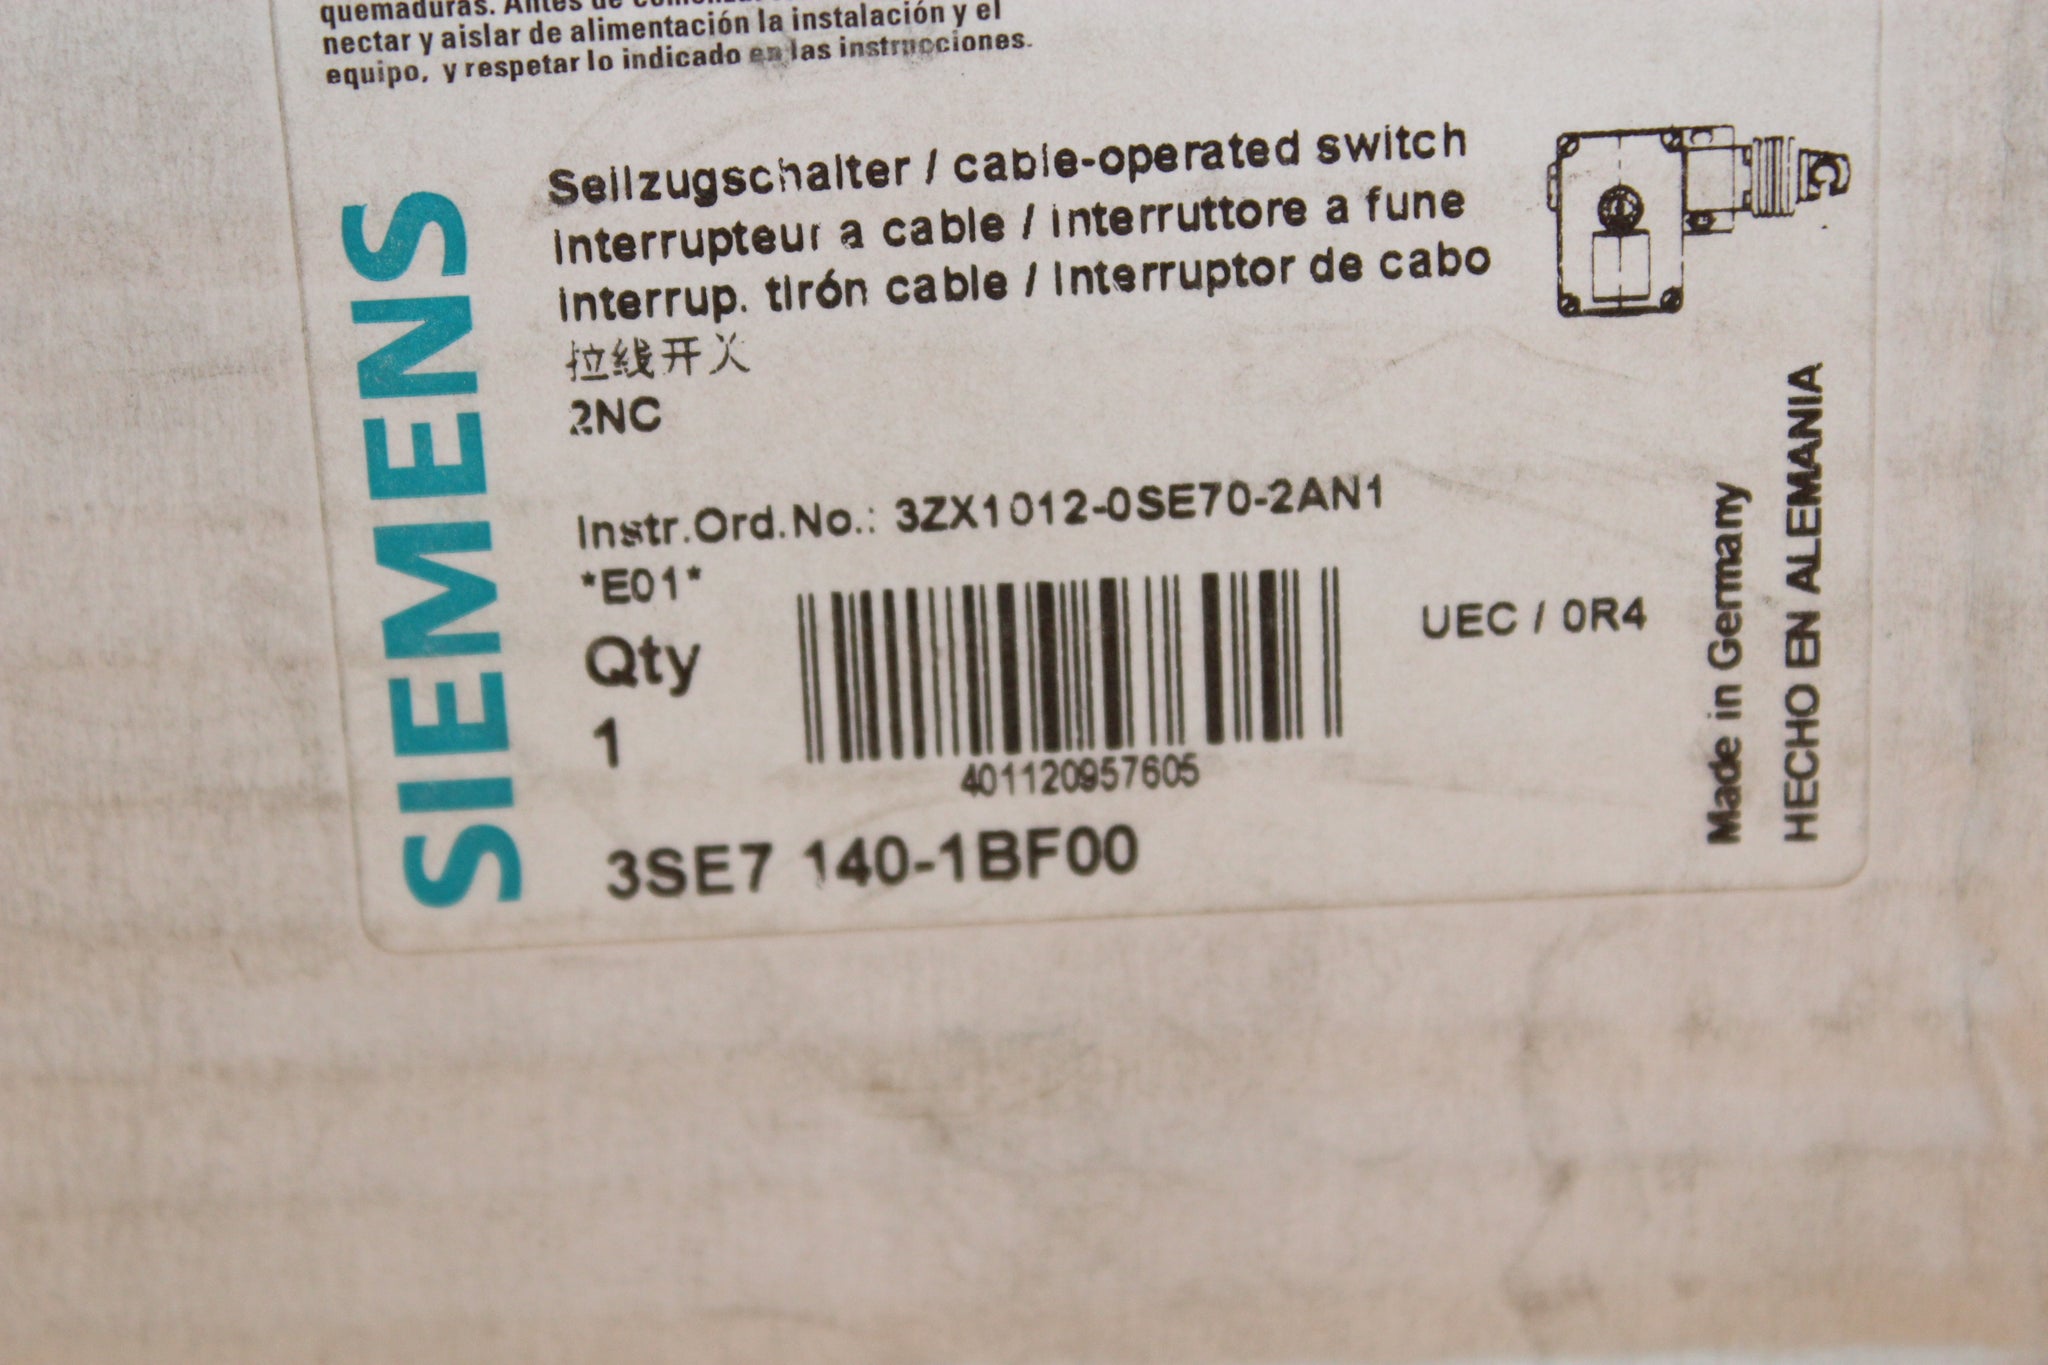 quemaduras. Antes de
nectar y aislar de alimentación la instalación y el
equipo, y respetar lo indicado en las instrucciones.
SIEMENS
Seilzugschalter / cable-operated switch
interrupteur a cable / interruttore a fune
interrup. tirón cable / Interruptor de cabo
拉线开关
2NC
Instr.Ord.No.: 3ZX1012-0SE70-2AN1
*E01*
Qty
1
401120957605
UEC / 0R4
3SE7 140-1BF00
Made in Germany
HECHO EN ALEMANIA